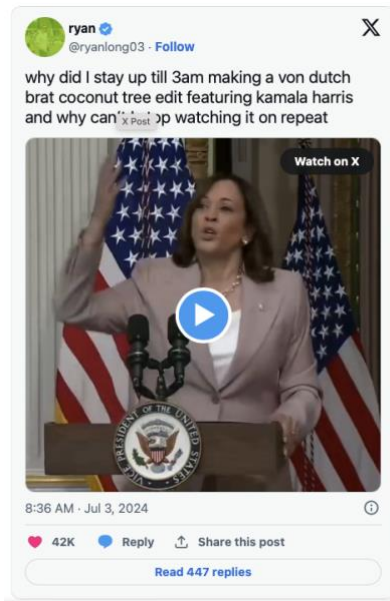 ryan
@ryanlong03 · Follow
why did I stay up till 3am making a von dutch
brat coconut tree edit featuring kamala harris
and why can't op watching it on repeat
X Post
Watch on X
VICE PRESIDENT OF THE UNITED
8:36 AM · Jul 3, 2024
42K Reply Share this post
Read 447 replies